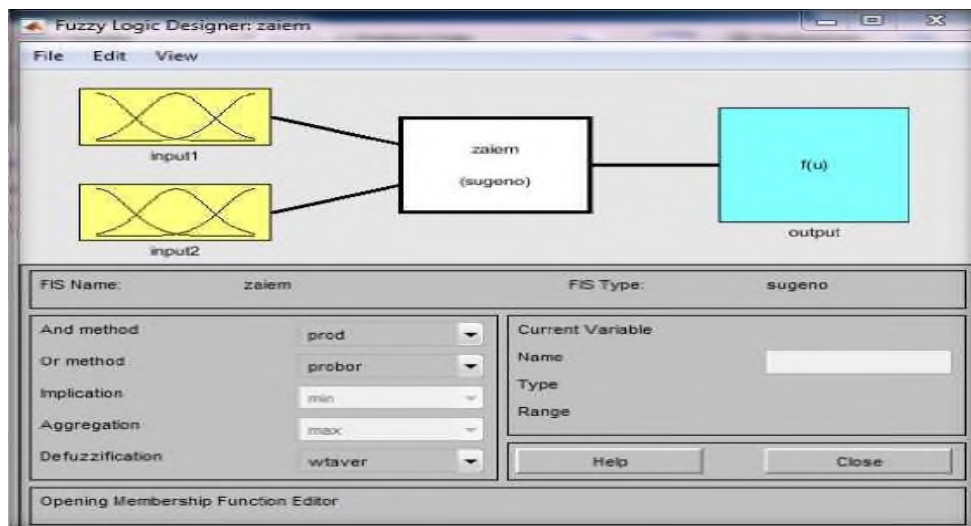 Fuzzy Logic Designer: zaiem
File Edit View
input1
input2
zaiem
(sugeno)
f(u)
output
FIS Name: zaiem FIS Type: sugeno
And method prod
Or method probor
Implication min
Aggregation max
Defuzzification wtaver
Current Variable
Name
Type
Range
Help Close
Opening Membership Function Editor